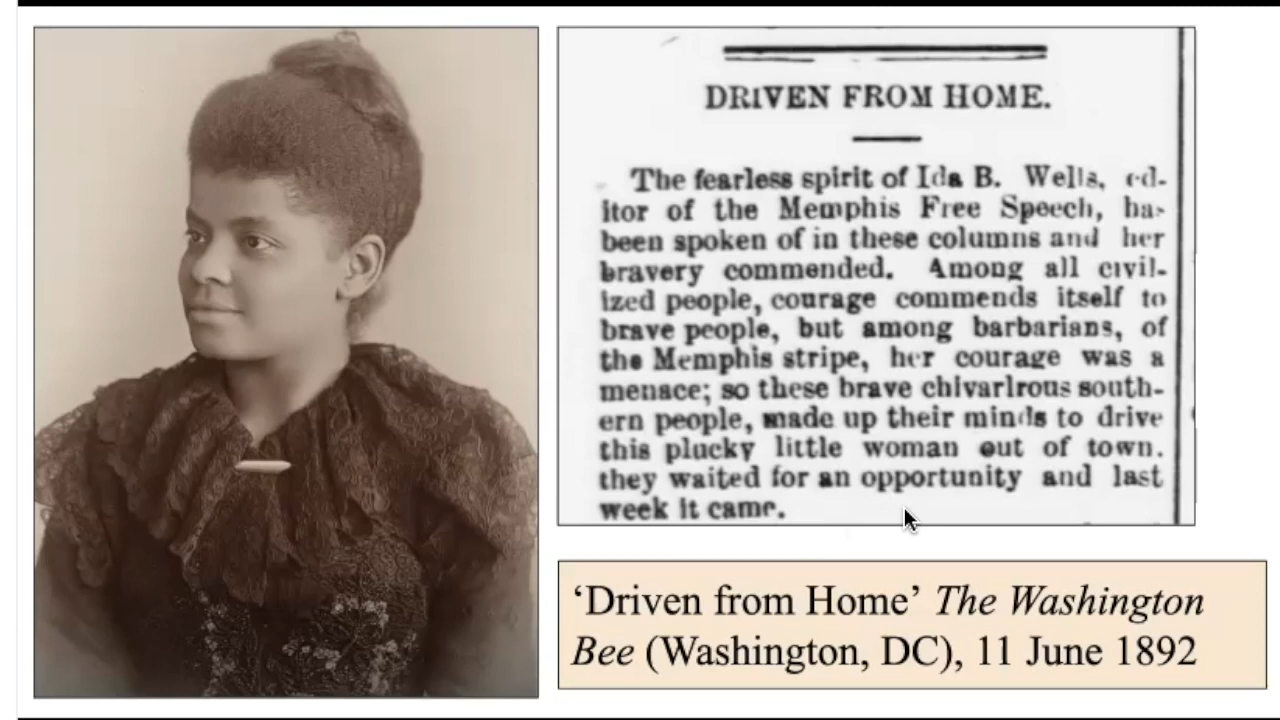 DRIVEN FROM HOME.
The fearless spirit of Ida B. Wells, ed-
itor of the Memphis Free Speech, has
been spoken of in these columns and her
bravery commended. Among all civil-
ized people, courage commends itself to
brave people, but among barbarians, of
the Memphis stripe, her courage was a
menace; so these brave chivarlrous south-
ern people, made up their minds to drive
this plucky little woman out of town.
they waited for an opportunity and last
week it came.
‘Driven from Home’ The Washington
Bee (Washington, DC), 11 June 1892